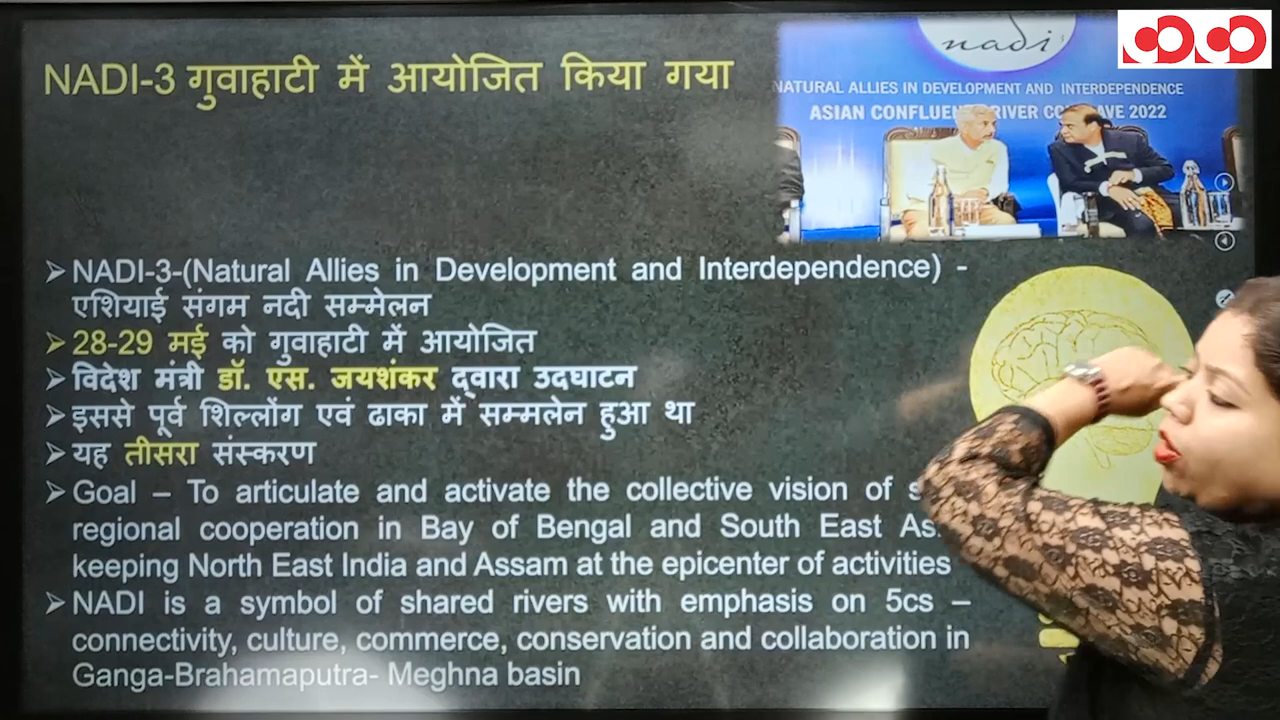 NADI-3 गुवाहाटी में आयोजित किया गया
nadi
NATURAL ALLIES IN DEVELOPMENT AND INTERDEPENDENCE
ASIAN RIVER 2022
➢ NADI-3-(Natural Allies in Development and Interdependence) -
एशियाई संगम नदी सम्मेलन
➢ 28-29 मई को गुवाहाटी में आयोजित
➢ विदेश मंत्री डॉ. एस. जयशंकर द्वारा उदघाटन
➢ इससे पूर्व शिल्लोंग एवं ढाका में सम्मलेन हुआ था
➢ यह तीसरा संस्करण
➢ Goal – To articulate and activate the collective vision of
regional cooperation in Bay of Bengal and South East
keeping North East India and Assam at the epicenter of activities
➢ NADI is a symbol of shared rivers with emphasis on 5cs –
connectivity, culture, commerce, conservation and collaboration in
Ganga-Brahamaputra- Meghna basin